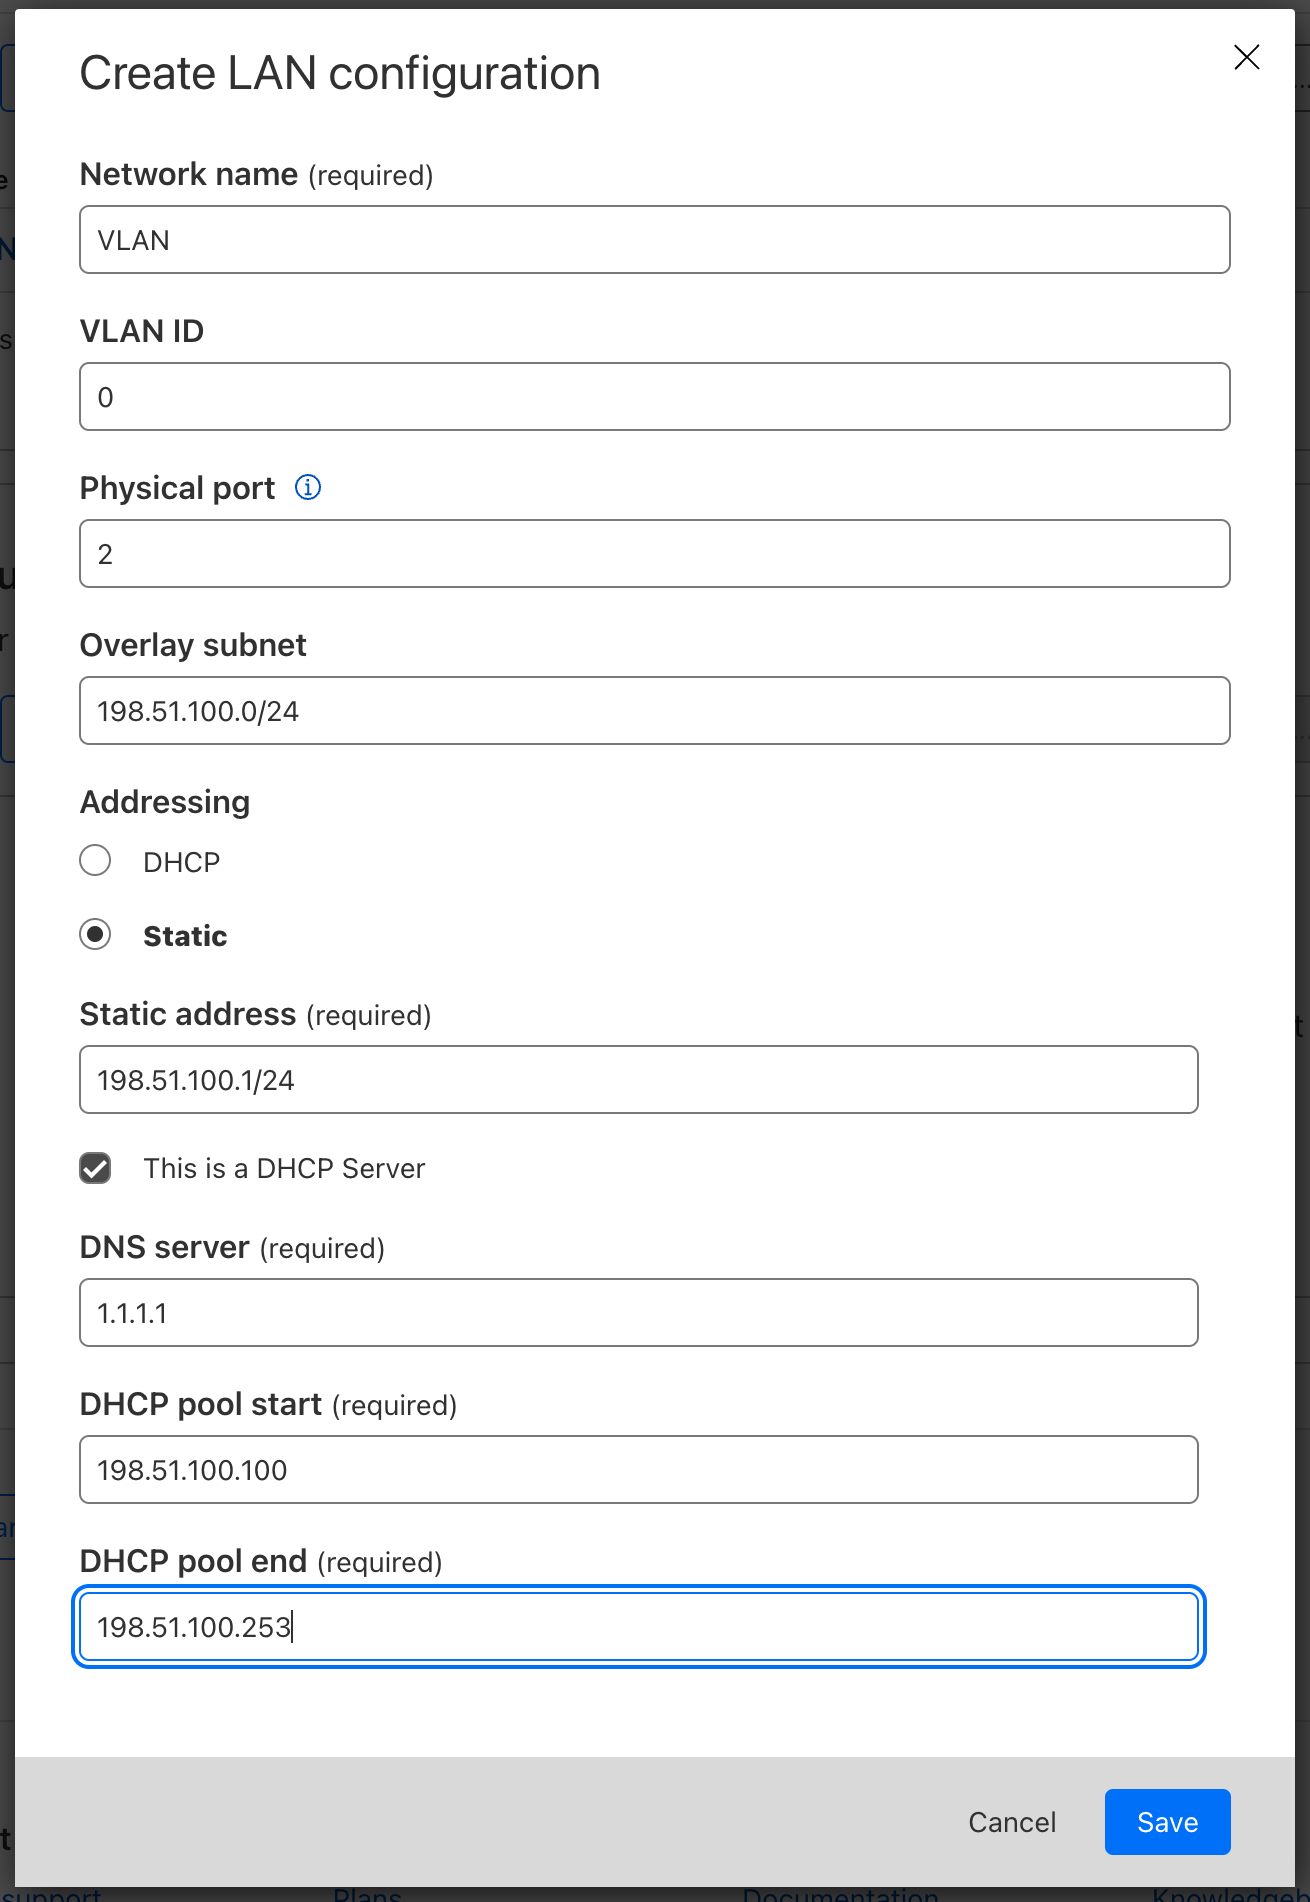 Create LAN configuration
Network name (required)
VLAN
VLAN ID
0
Physical port
2
Overlay subnet
198.51.100.0/24
Addressing
DHCP
Static
Static address (required)
198.51.100.1/24
This is a DHCP Server
DNS server (required)
1.1.1.1
DHCP pool start (required)
198.51.100.100
DHCP pool end (required)
198.51.100.253
Cancel Save
support Plans Documentation